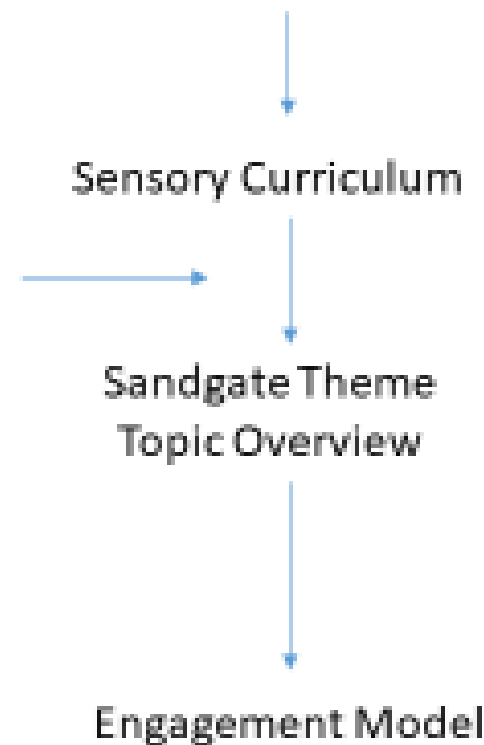 Sensory Curriculum
Sandgate Theme
Topic Overview
Engagement Model